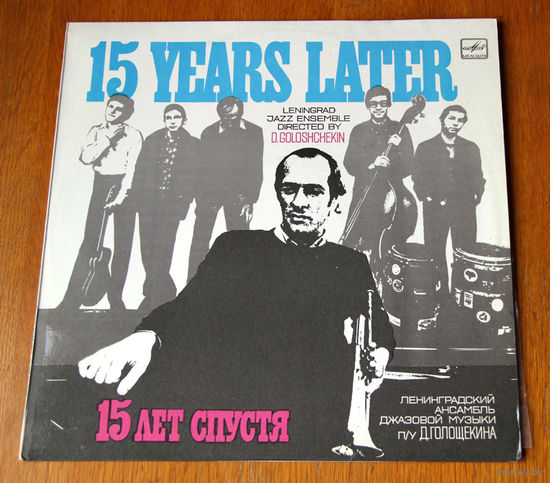 15 YEARS LATER
LENINGRAD
JAZZ ENSEMBLE
DIRECTED BY
D.GOLOSHCHEKIN
15 ЛЕТ СПУСТЯ
ЛЕНИНГРАДСКИЙ
АНСАМБЛЬ
ДЖАЗОВОЙ МУЗЫКИ
П/У Д.ГОЛОЩЕКИНА